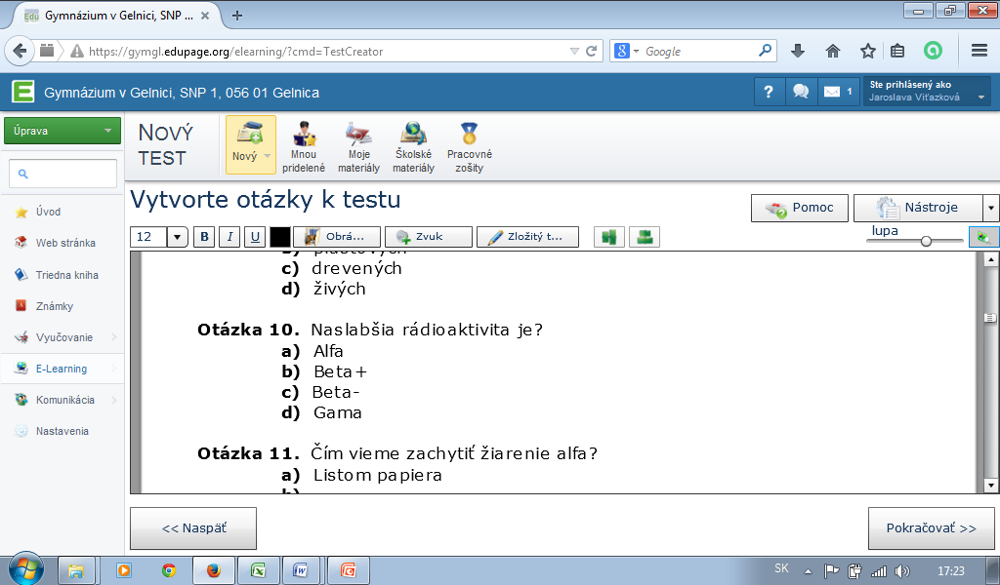 Edu Gymnázium v Gelnici, SNP ... × +
https://gymgl.edupage.org/elearning/?cmd=TestCreator
8 Google
E Gymnázium v Gelnici, SNP 1, 056 01 Gelnica
? 1
Ste prihlásený ako
Jaroslava Víťazková
Úprava
NOVÝ
TEST
Nový
Mnou
pridelené
Moje
materiály
Školské
materiály
Pracovné
zošity
Úvod
Web stránka
Triedna kniha
Známky
Vyučovanie
E-Learning
Komunikácia
Nastavenia
Vytvorte otázky k testu
Pomoc
Nástroje
12 B I U Obrá... Zvuk Zložitý t...
lupa
c) drevených
d) živých
Otázka 10. Naslabšia rádioaktivita je?
a) Alfa
b) Beta+
c) Beta-
d) Gama
Otázka 11. Čím vieme zachytiť žiarenie alfa?
a) Listom papiera
<< Naspäť
Pokračovať >>
SK 17:23